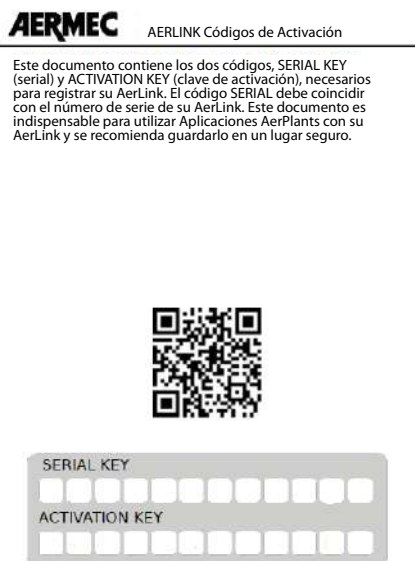 AERMEC
AERLINK Códigos de Activación
Este documento contiene los dos códigos, SERIAL KEY
(serial) y ACTIVATION KEY (clave de activación), necesarios
para registrar su AerLink. El código SERIAL debe coincidir
con el número de serie de su AerLink. Este documento es
indispensable para utilizar Aplicaciones AerPlants con su
AerLink y se recomienda guardarlo en un lugar seguro.
SERIAL KEY
ACTIVATION KEY